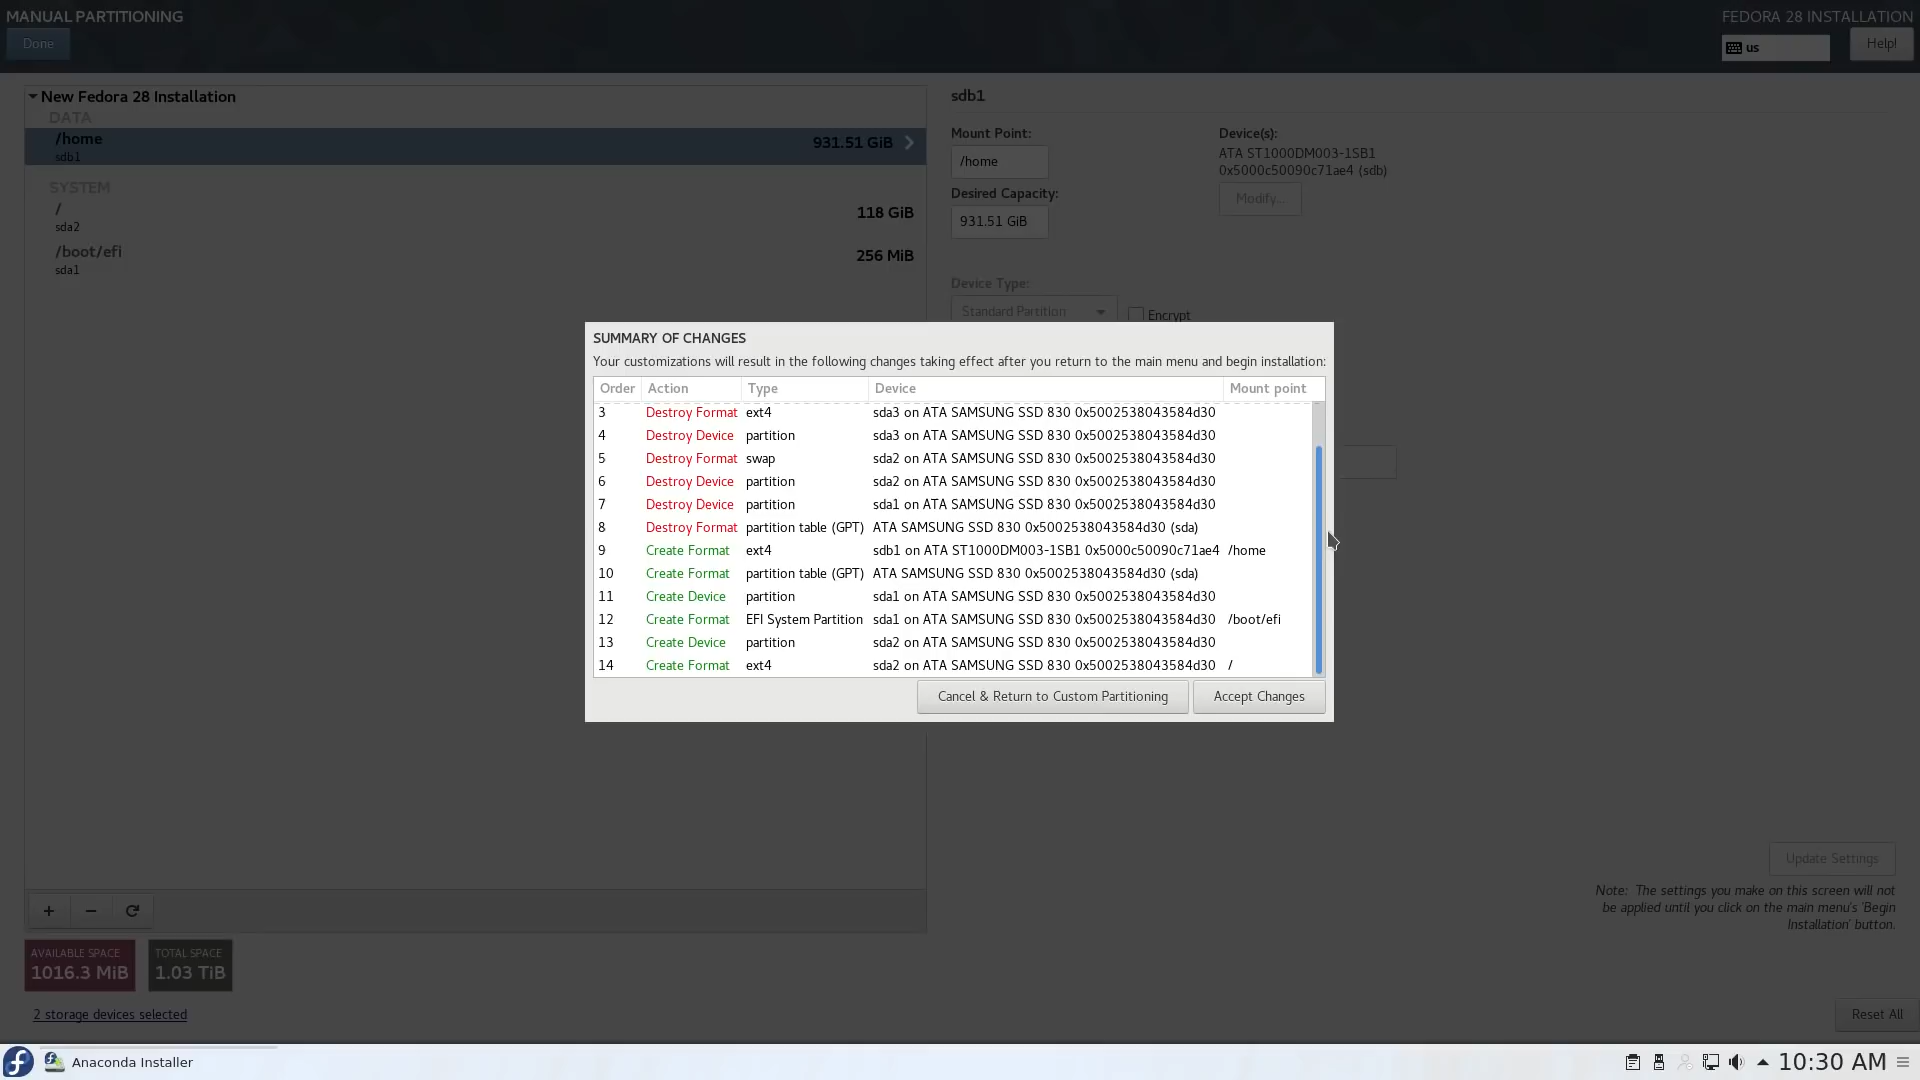 MANUAL PARTITIONING
FEDORA 28 INSTALLATION
Done
us
Help!
New Fedora 28 Installation
DATA
/home
931.51 GiB
sdb1
SYSTEM
/
118 GiB
sda2
/boot/efi
256 MiB
sda1
sdb1
Mount Point:
Device(s):
/home
ATA ST1000DM003-1SB1
0x5000c50090c71ae4 (sdb)
Desired Capacity:
Modify...
931.51 GiB
Device Type:
Standard Partition
Encrypt
SUMMARY OF CHANGES
Your customizations will result in the following changes taking effect after you return to the main menu and begin installation:
Order Action Type Device Mount point
3 Destroy Format ext4 sda3 on ATA SAMSUNG SSD 830 0x5002538043584d30
4 Destroy Device partition sda3 on ATA SAMSUNG SSD 830 0x5002538043584d30
5 Destroy Format swap sda2 on ATA SAMSUNG SSD 830 0x5002538043584d30
6 Destroy Device partition sda2 on ATA SAMSUNG SSD 830 0x5002538043584d30
7 Destroy Device partition sda1 on ATA SAMSUNG SSD 830 0x5002538043584d30
8 Destroy Format partition table (GPT) ATA SAMSUNG SSD 830 0x5002538043584d30 (sda)
9 Create Format ext4 sdb1 on ATA ST1000DM003-1SB1 0x5000c50090c71ae4 /home
10 Create Format partition table (GPT) ATA SAMSUNG SSD 830 0x5002538043584d30 (sda)
11 Create Device partition sda1 on ATA SAMSUNG SSD 830 0x5002538043584d30
12 Create Format EFI System Partition sda1 on ATA SAMSUNG SSD 830 0x5002538043584d30 /boot/efi
13 Create Device partition sda2 on ATA SAMSUNG SSD 830 0x5002538043584d30
14 Create Format ext4 sda2 on ATA SAMSUNG SSD 830 0x5002538043584d30 /
Cancel & Return to Custom Partitioning
Accept Changes
Update Settings
Note: The settings you make on this screen will not
be applied until you click on the main menu's 'Begin
Installation' button.
AVAILABLE SPACE
1016.3 MiB
TOTAL SPACE
1.03 TiB
2 storage devices selected
Reset All
Anaconda Installer
10:30 AM